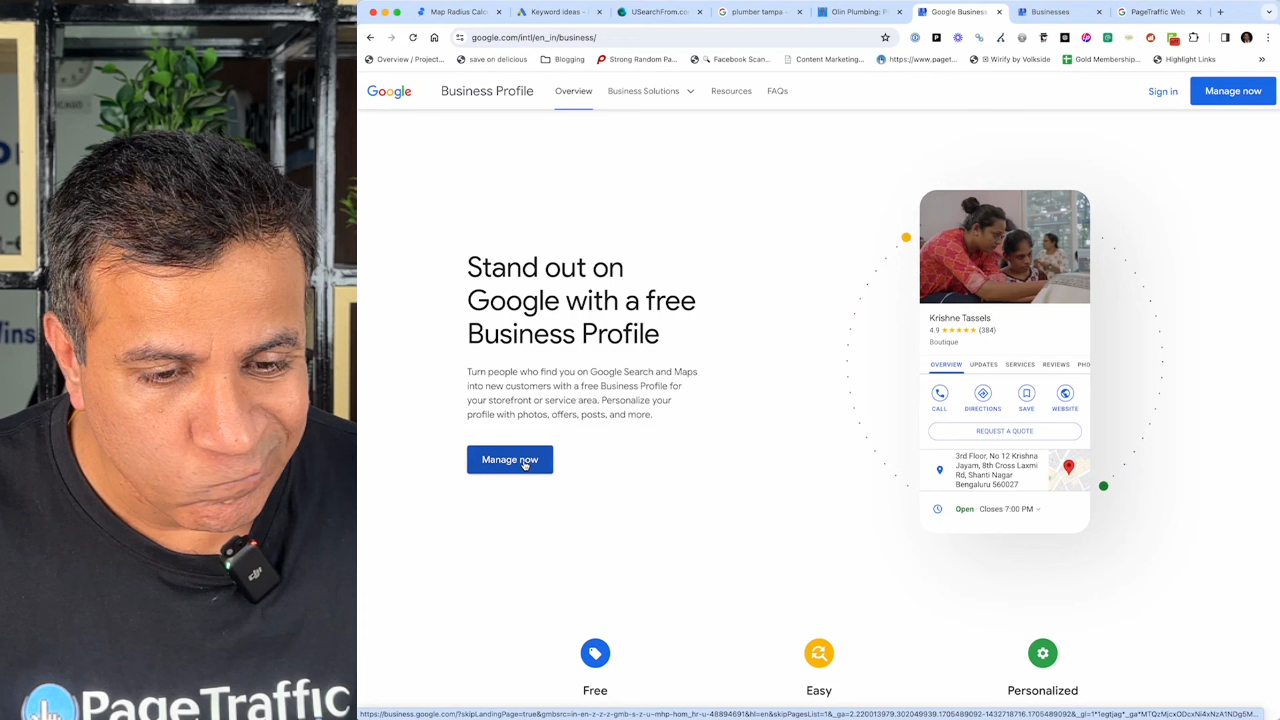 Map Radius Calc
Keyword ideas -
USearchFrom.com
plumber tampa -
Olin Plumbing: P
Google Business
Businesses
PageTraffic Web
google.com/intl/en_in/business/
Overview / Project...
save on delicious
Blogging
Strong Random Pa...
Facebook Scan...
Content Marketing...
https://www.paget...
Wirify by Volkside
Gold Membership...
Highlight Links
Google Business Profile
Overview
Business Solutions
Resources
FAQs
Sign in
Manage now
Stand out on
Google with a free
Business Profile
Turn people who find you on Google Search and Maps
into new customers with a free Business Profile for
your storefront or service area. Personalize your
profile with photos, offers, posts, and more.
Manage now
Krishne Tassels
4.9 ★★★★★ (384)
Boutique
OVERVIEW UPDATES SERVICES REVIEWS PHO
CALL DIRECTIONS SAVE WEBSITE
REQUEST A QUOTE
3rd Floor, No 12 Krishna
Jayam, 8th Cross Laxmi
Rd, Shanti Nagar
Bengaluru 560027
Open · Closes 7:00 PM
Free
Easy
Personalized
PageTraffic
dji